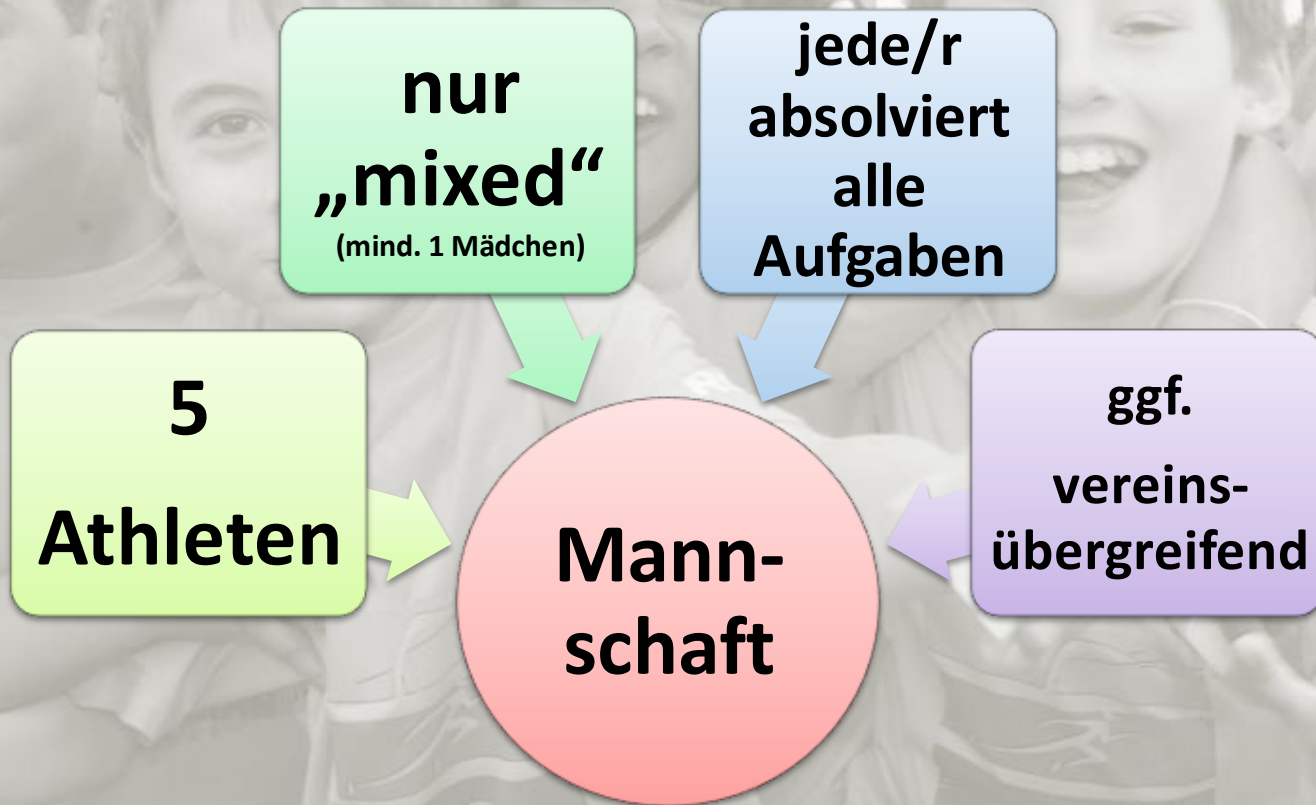 5
Athleten
nur
„mixed“
(mind. 1 Mädchen)
jede/r
absolviert
alle
Aufgaben
ggf.
vereins-
übergreifend
Mann-
schaft